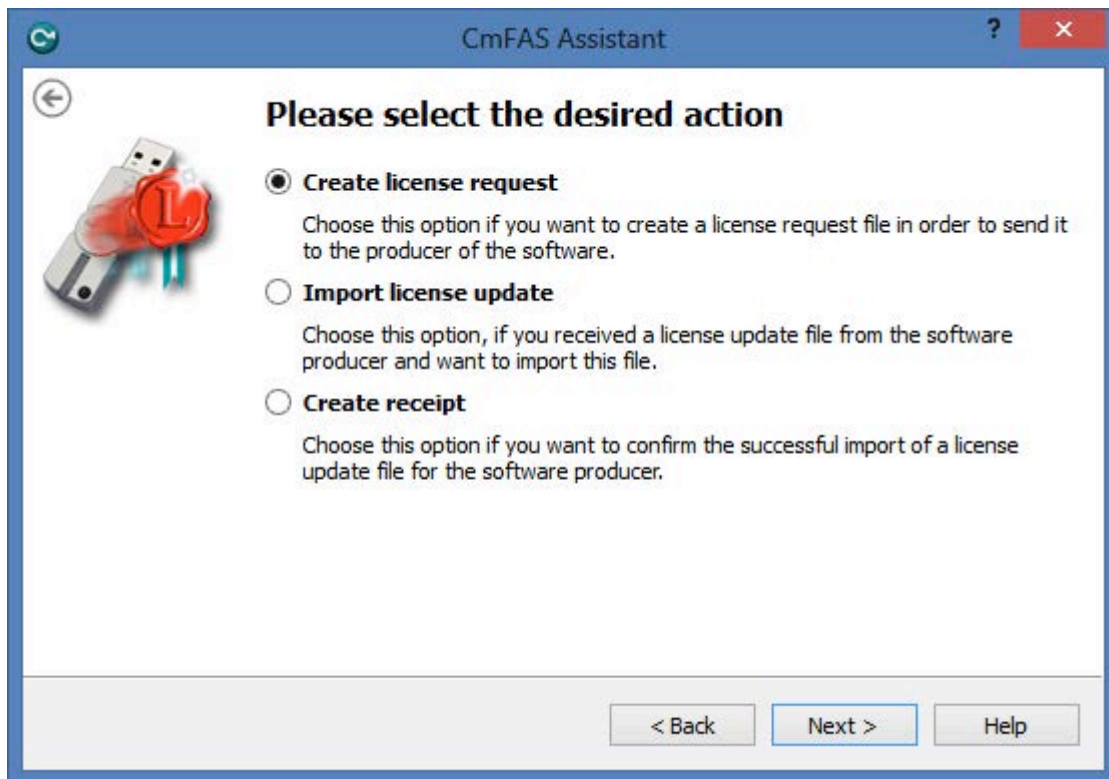 CmFAS Assistant
?
Please select the desired action
Create license request
Choose this option if you want to create a license request file in order to send it
to the producer of the software.
Import license update
Choose this option, if you received a license update file from the software
producer and want to import this file.
Create receipt
Choose this option if you want to confirm the successful import of a license
update file for the software producer.
L
< Back
Next >
Help